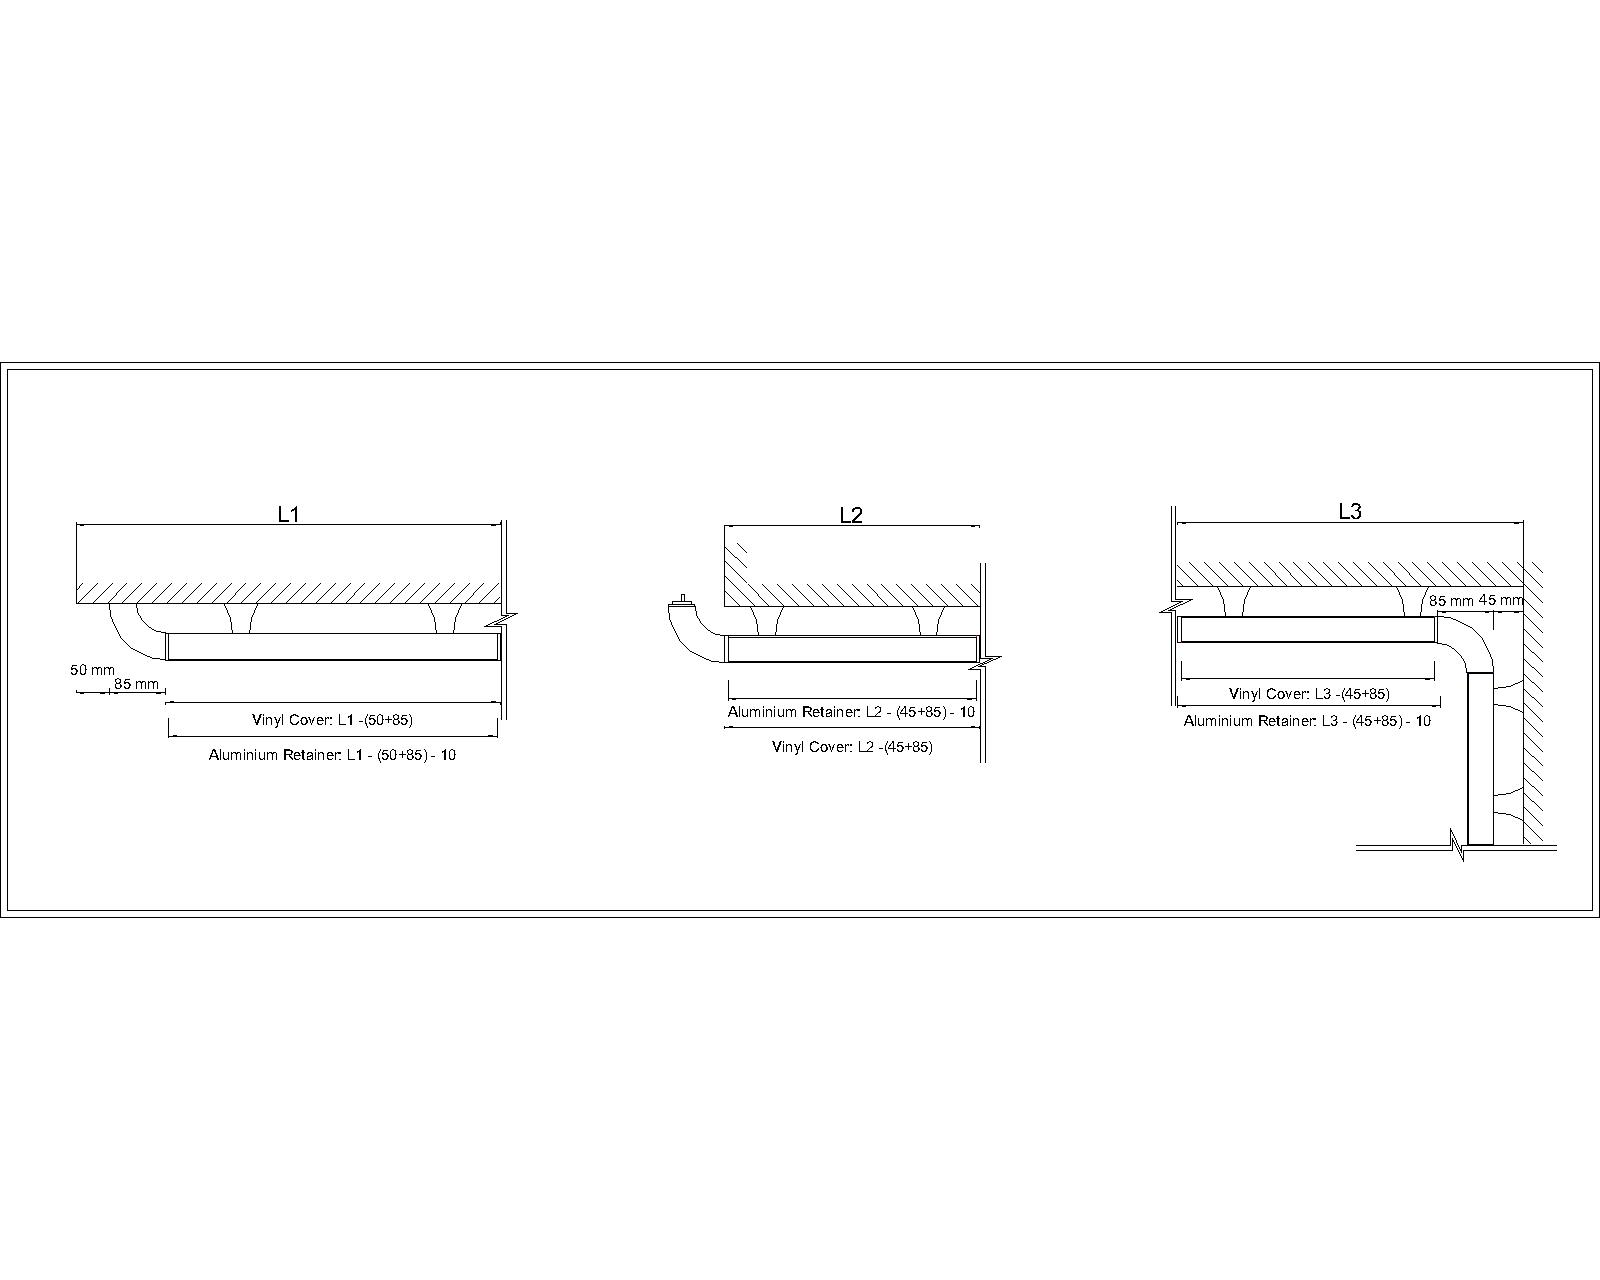 L1
50 mm
85 mm
Vinyl Cover: L1 -(50+85)
Aluminium Retainer: L1 - (50+85) - 10
L2
Aluminium Retainer: L2 - (45+85) - 10
Vinyl Cover: L2 -(45+85)
L3
85 mm 45 mm
Vinyl Cover: L3 -(45+85)
Aluminium Retainer: L3 - (45+85) - 10